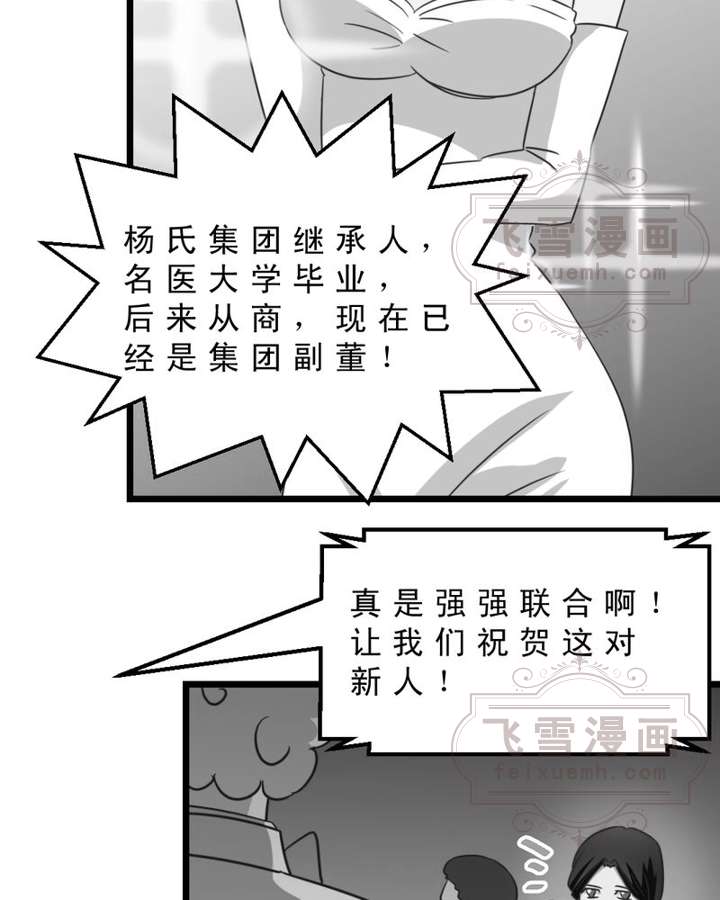 杨氏集团继承人，
名医大学毕业，
后来从商，现在已
经是集团副董！
飞雪漫画
feixuemh.com
真是强强联合啊！
让我们祝贺这对
新人！
飞雪漫画
feixuemh.com